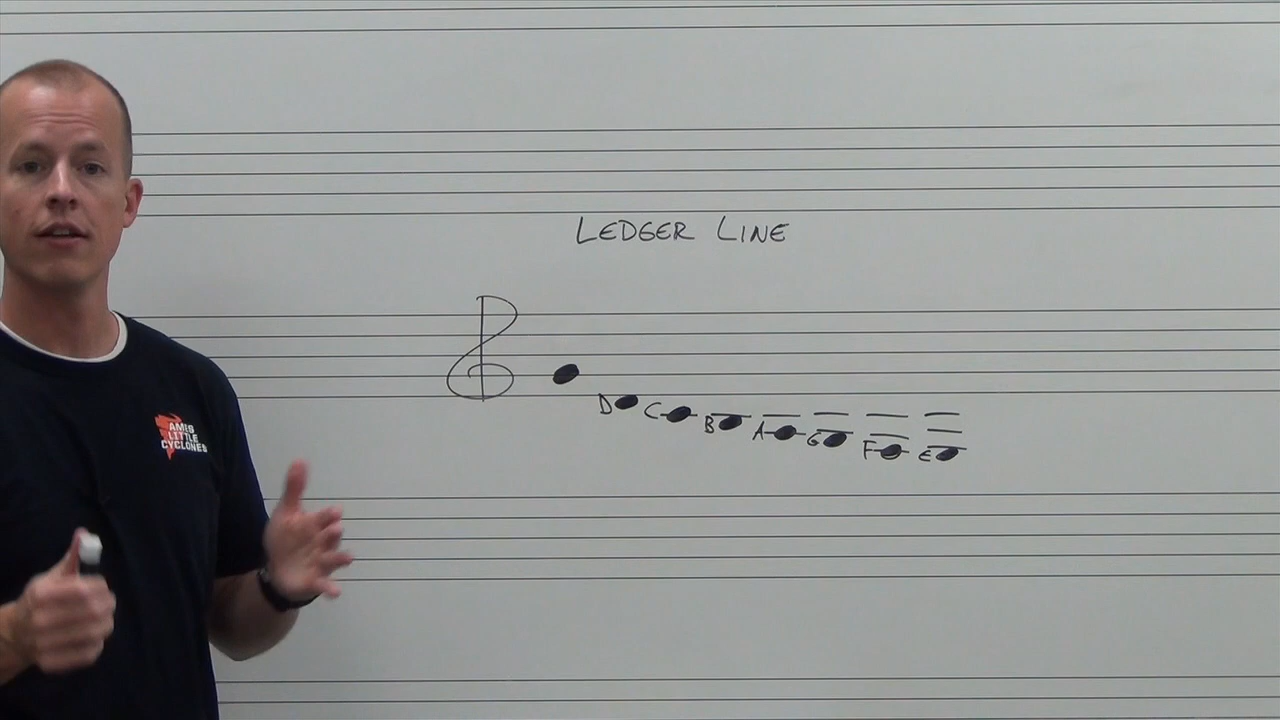 LEDGER LINE
D C B A G F E
AMES
LITTLE
CYCLONES